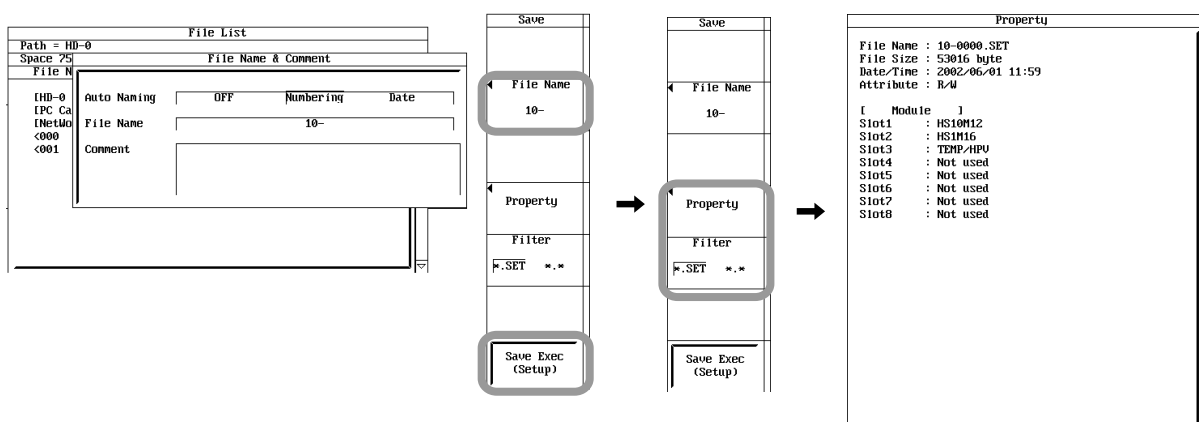 File List
Path = HD-0
Space 75
File N
[HD-0
[PC Ca
[NetWo
<000
<001
File Name & Comment
Auto Naming OFF Numbering Date
File Name 10-
Comment
Save
File Name
10-
Property
Filter
*.SET *.*
Save Exec
(Setup)
Save
File Name
10-
Property
Filter
*.SET *.*
Save Exec
(Setup)
Property
File Name : 10-0000.SET
File Size : 53016 byte
Date/Time : 2002/06/01 11:59
Attribute : R/W
[ Module ]
Slot1 : HS10M12
Slot2 : HS1M16
Slot3 : TEMP/HPV
Slot4 : Not used
Slot5 : Not used
Slot6 : Not used
Slot7 : Not used
Slot8 : Not used